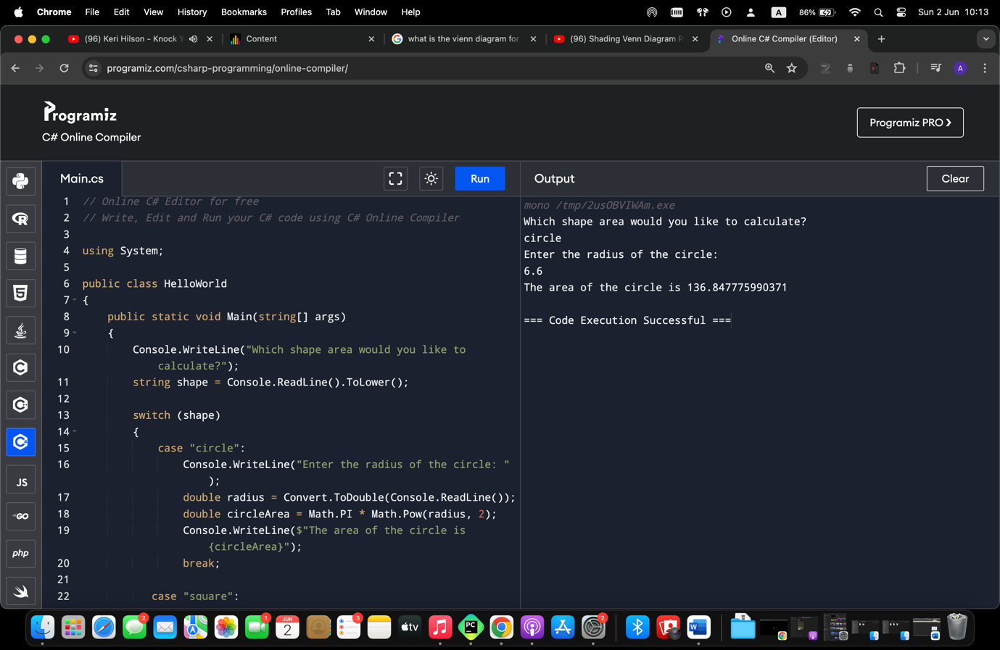 Chrome File Edit View History Bookmarks Profiles Tab Window Help
A 86% Sun 2 Jun 10:13
(96) Keri Hilson - Knock Y
Content
what is the vienn diagram for
(96) Shading Venn Diagram R
Online C# Compiler (Editor)
programiz.com/csharp-programming/online-compiler/
A
Programiz
C# Online Compiler
Programiz PRO ❯
Main.cs
Run
Output
Clear
1 // Online C# Editor for free
2 // Write, Edit and Run your C# code using C# Online Compiler
3
4 using System;
5
6 public class HelloWorld
7 {
8 public static void Main(string[] args)
9 {
10 Console.WriteLine("Which shape area would you like to
calculate?");
11 string shape = Console.ReadLine().ToLower();
12
13 switch (shape)
14 {
15 case "circle":
16 Console.WriteLine("Enter the radius of the circle: "
);
17 double radius = Convert.ToDouble(Console.ReadLine());
18 double circleArea = Math.PI * Math.Pow(radius, 2);
19 Console.WriteLine($"The area of the circle is
{circleArea}");
20 break;
21
22 case "square":
mono /tmp/2usOBVIWAm.exe
Which shape area would you like to calculate?
circle
Enter the radius of the circle:
6.6
The area of the circle is 136.847775990371
=== Code Execution Successful ===
R
5
C
C
C
JS
GO
php
2
1
JUN
2
3
tv
PC
2
W